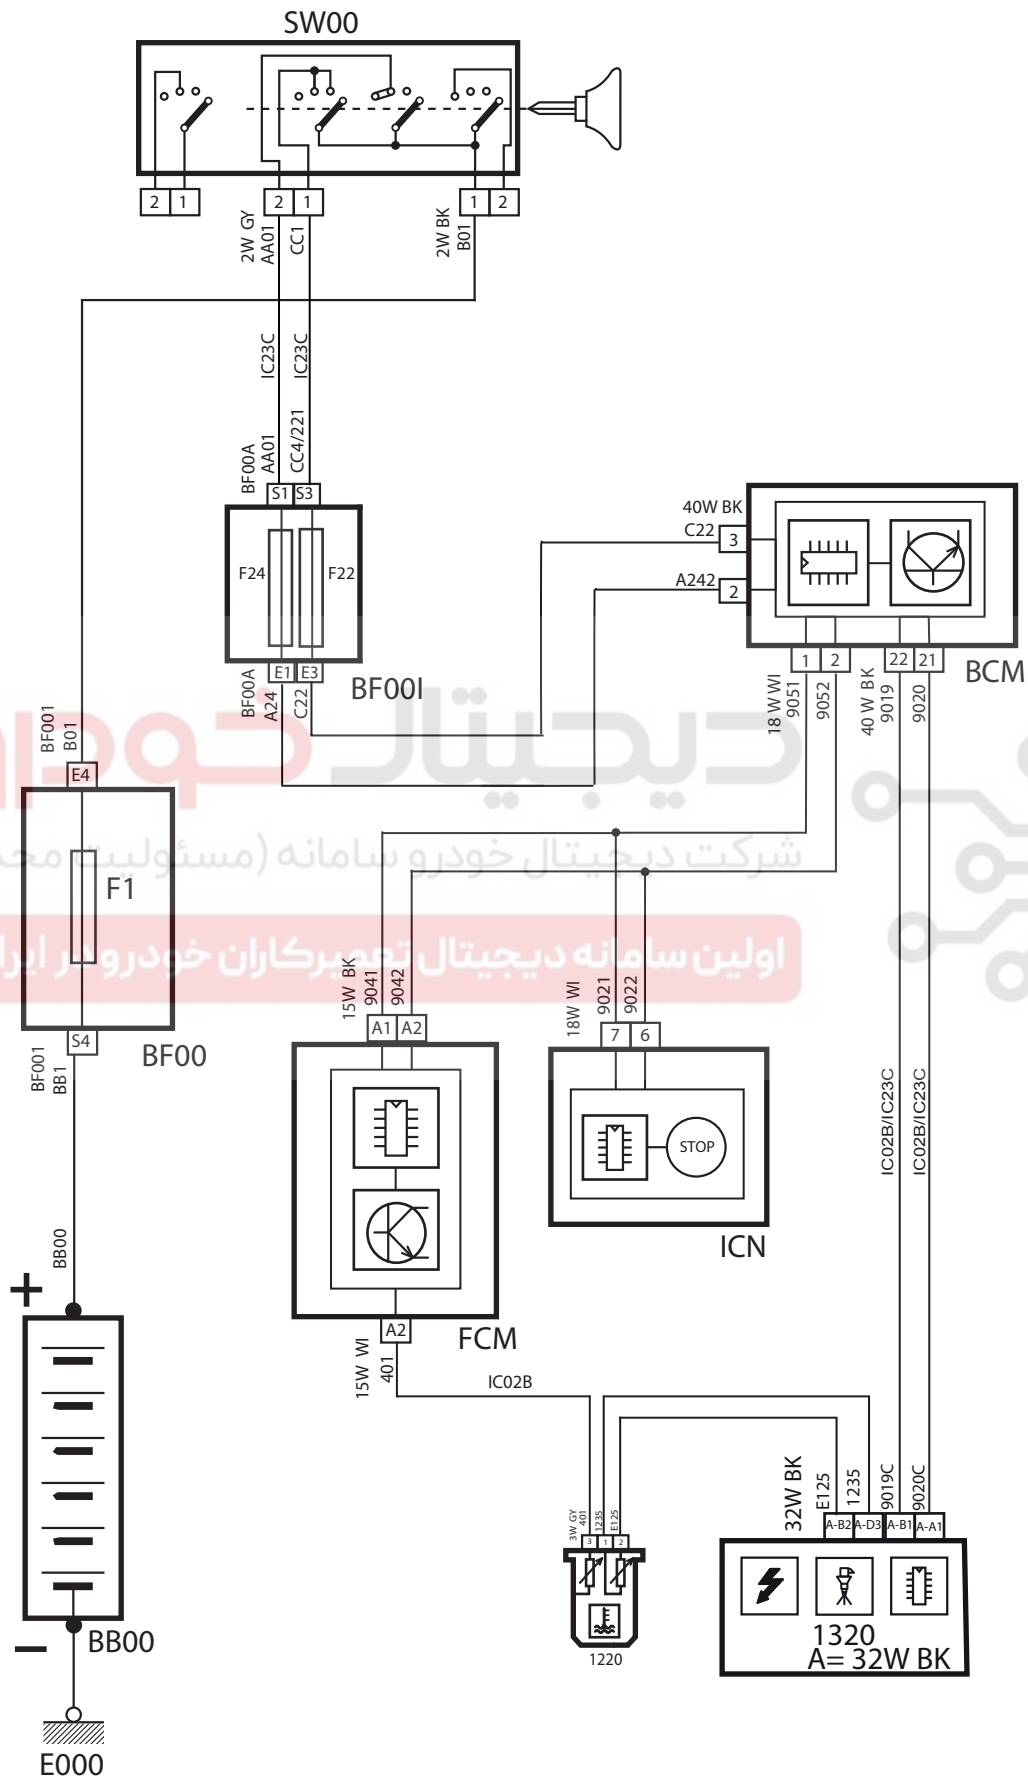 SW00
2 1
2 1
1 2
2W GY
AA01
CC1
2W BK
B01
IC23C
IC23C
BF00A
AA01
CC4/221
S1 S3
F24
F22
E1 E3
BF00I
BF00A
A24
C22
40W BK
C22
3
A242
2
1 2 22 21
BCM
18 W WI
9051
9052
40 W BK
9019
9020
دیجیتال خودرو
شرکت دیجیتال خودرو سامانه (مسئولیت
اولین سامانه دیجیتال تعمیرکاران خودرو در
BF001
B01
E4
F1
S4
BF00
BF001
BB1
BB00
15W BK
9041
9042
A1 A2
18W WI
9021
9022
7 6
STOP
ICN
A2
FCM
15W WI
401
IC02B
IC02B/IC23C
IC02B/IC23C
+
–
BB00
E000
3W GY
401
1235
E125
3 1 2
1220
32W BK
E125
1235
9019C
9020C
A-B2 A-D3 A-B1 A-A1
1320
A= 32W BK